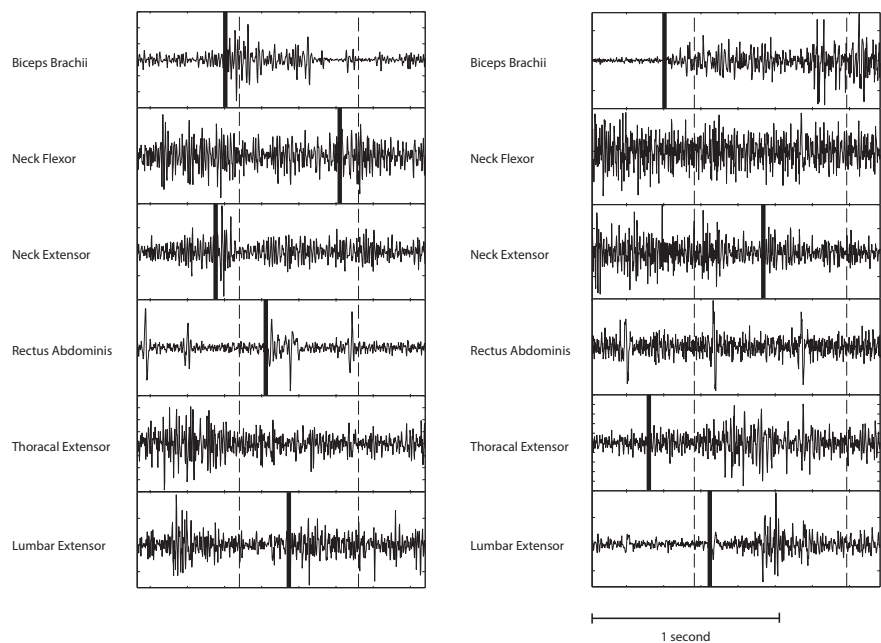 Biceps Brachii
Neck Flexor
Neck Extensor
Rectus Abdominis
Thoracal Extensor
Lumbar Extensor
Biceps Brachii
Neck Flexor
Neck Extensor
Rectus Abdominis
Thoracal Extensor
Lumbar Extensor
1 second